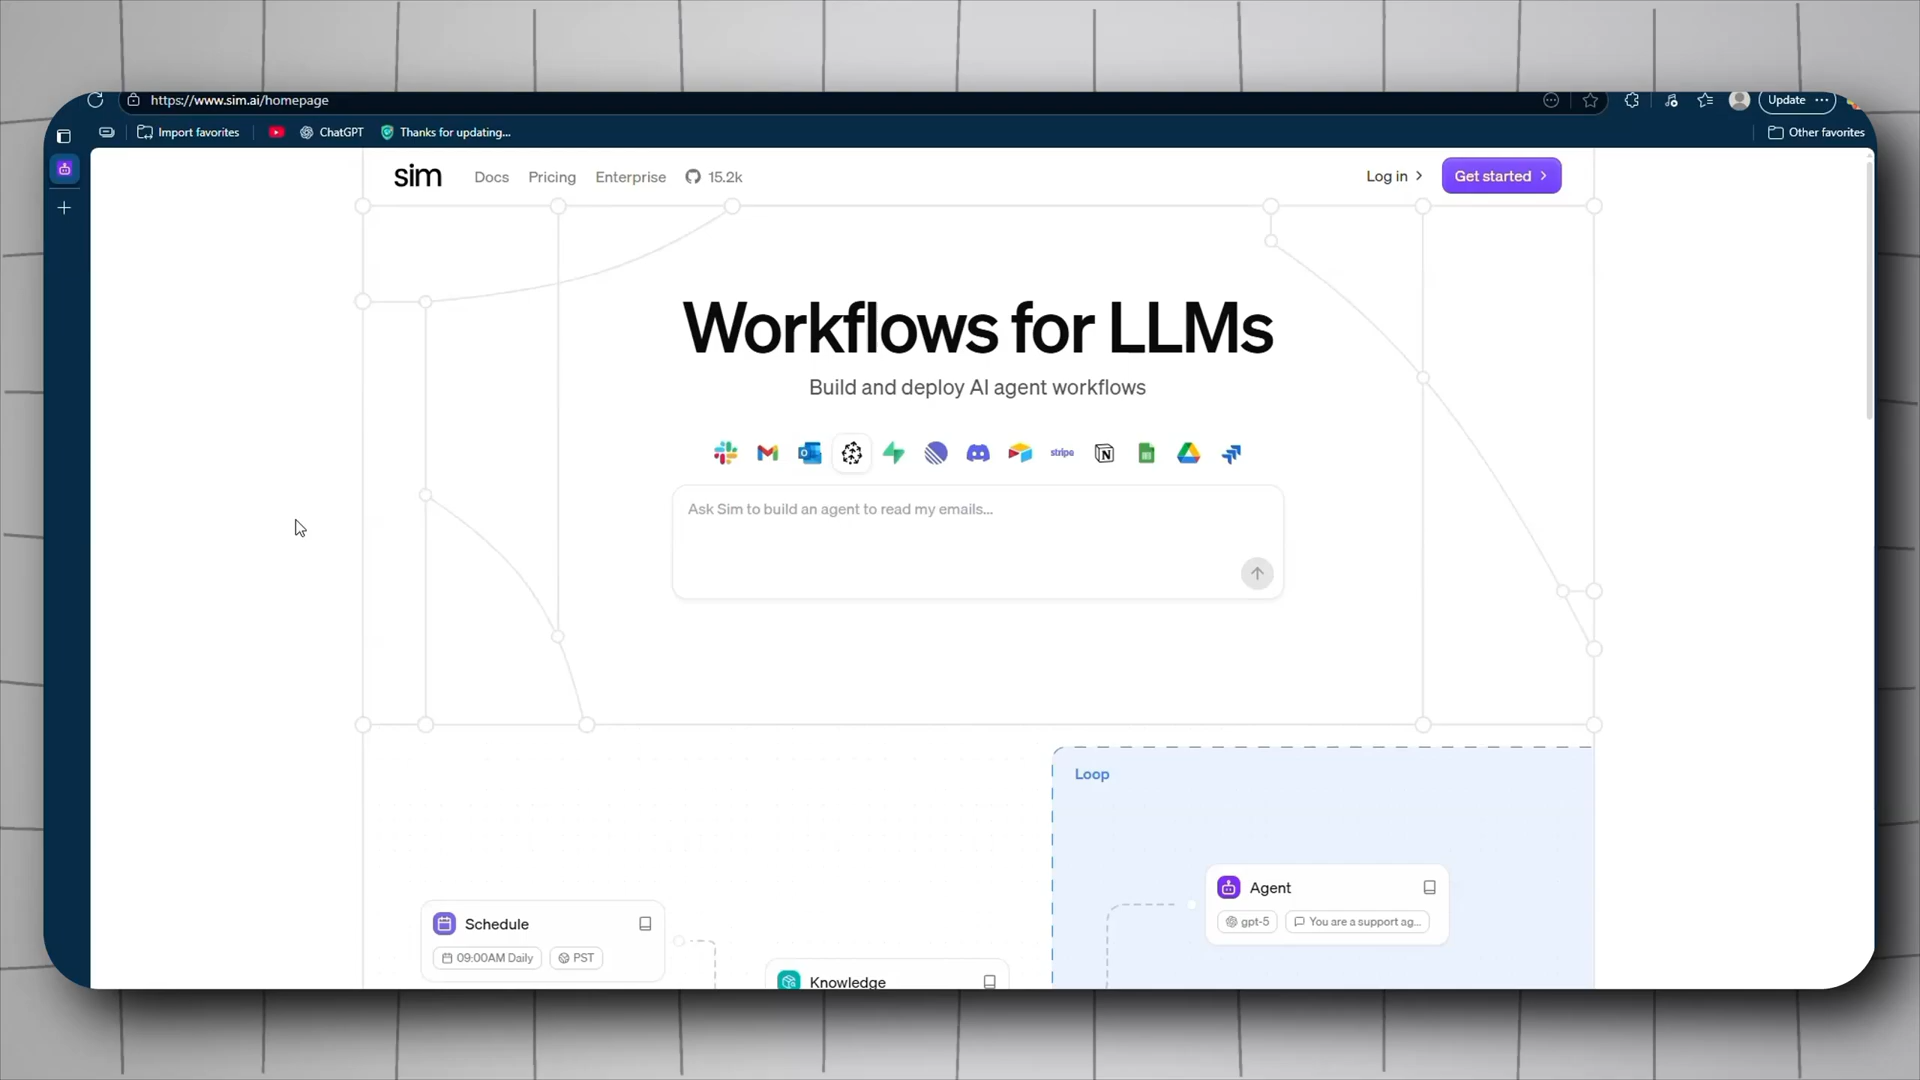 https://www.sim.ai/homepage
Update
Import favorites
ChatGPT
Thanks for updating...
Other favorites
sim
Docs
Pricing
Enterprise
15.2k
Log in
Get started
Workflows for LLMs
Build and deploy AI agent workflows
stripe
Ask Sim to build an agent to read my emails...
Loop
Agent
gpt-5
You are a support ag...
Schedule
09:00AM Daily
PST
Knowledge